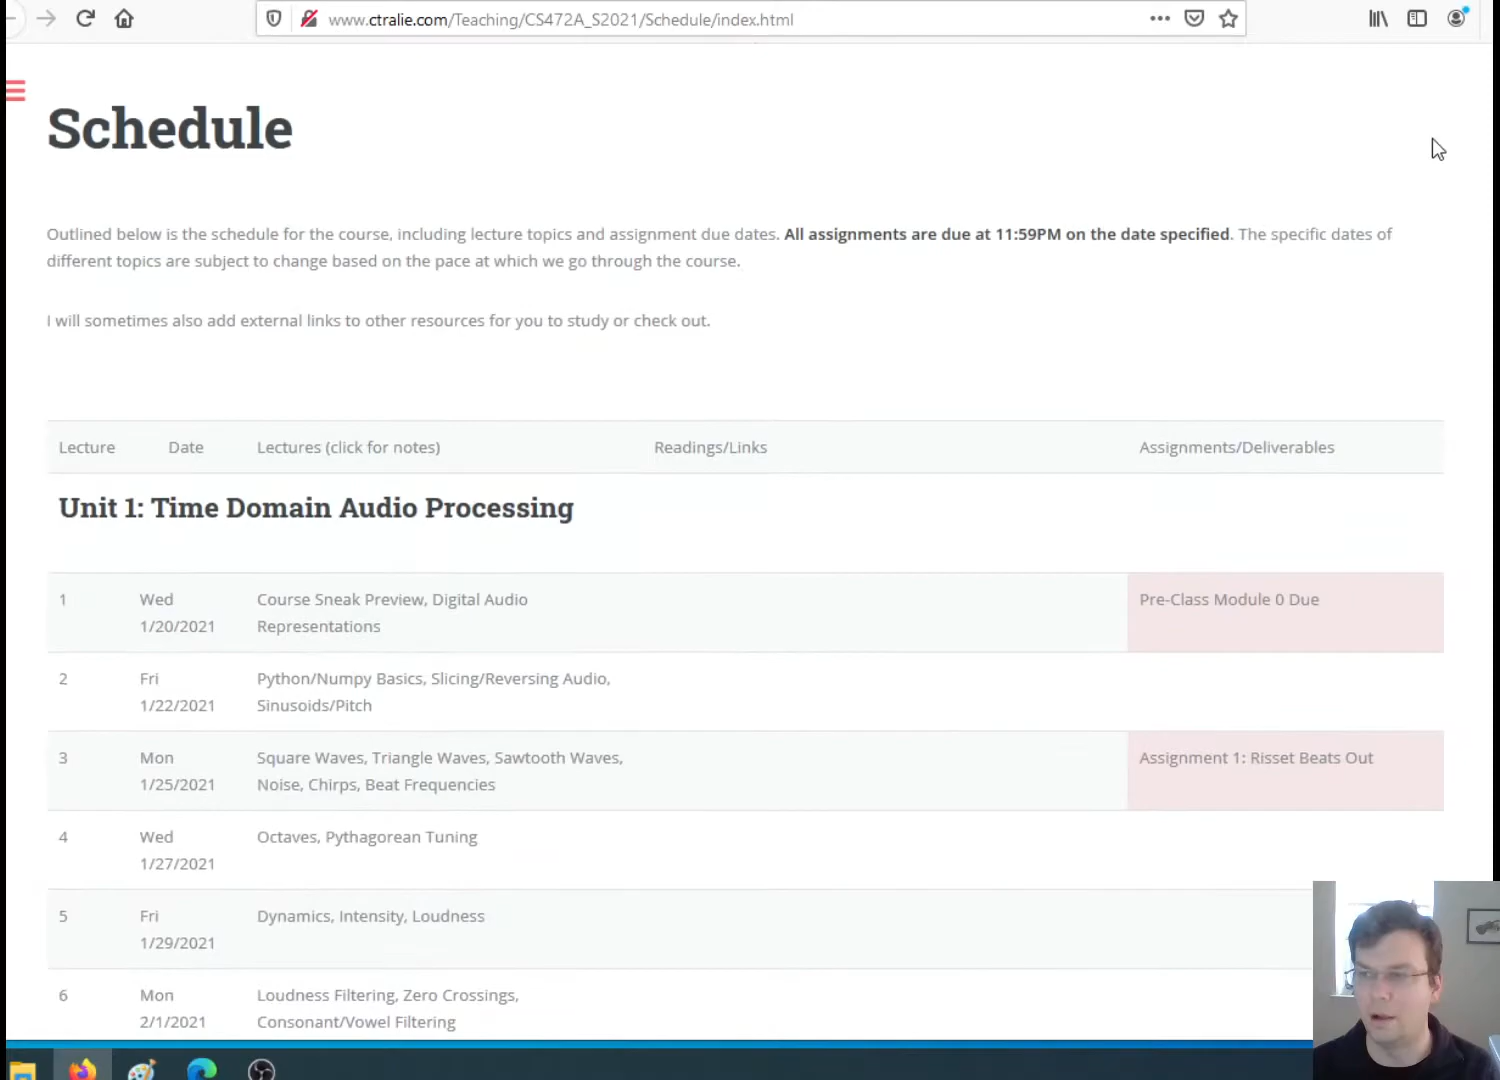 www.ctralie.com/Teaching/CS472A_S2021/Schedule/index.html
Schedule
Outlined below is the schedule for the course, including lecture topics and assignment due dates. All assignments are due at 11:59PM on the date specified. The specific dates of
different topics are subject to change based on the pace at which we go through the course.
I will sometimes also add external links to other resources for you to study or check out.
Lecture Date Lectures (click for notes) Readings/Links Assignments/Deliverables
Unit 1: Time Domain Audio Processing
1 Wed Course Sneak Preview, Digital Audio Pre-Class Module 0 Due
1/20/2021 Representations
2 Fri Python/Numpy Basics, Slicing/Reversing Audio,
1/22/2021 Sinusoids/Pitch
3 Mon Square Waves, Triangle Waves, Sawtooth Waves, Assignment 1: Risset Beats Out
1/25/2021 Noise, Chirps, Beat Frequencies
4 Wed Octaves, Pythagorean Tuning
1/27/2021
5 Fri Dynamics, Intensity, Loudness
1/29/2021
6 Mon Loudness Filtering, Zero Crossings,
2/1/2021 Consonant/Vowel Filtering